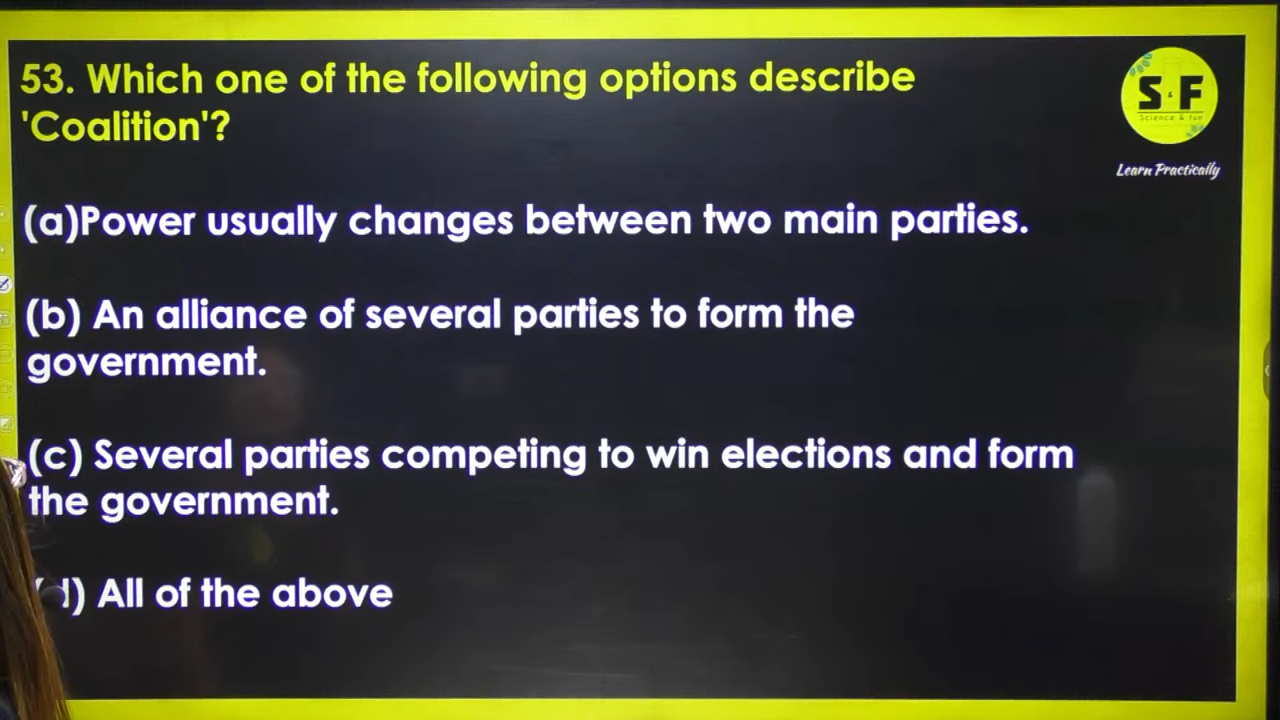 53. Which one of the following options describe
'Coalition'?
S & F
Science & fun
Learn Practically
(a)Power usually changes between two main parties.
(b) An alliance of several parties to form the
government.
(c) Several parties competing to win elections and form
the government.
(d) All of the above